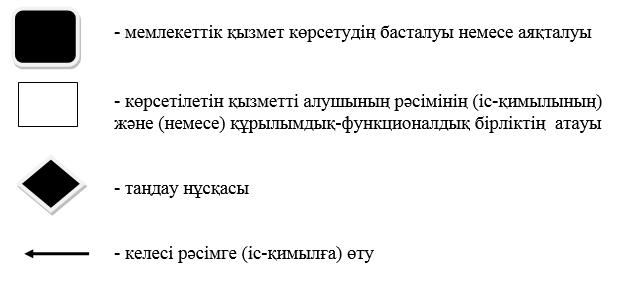 - мемлекеттік қызмет көрсетудің басталуы немесе аяқталуы
- көрсетілетін қызметті алушының рәсімінің (іс-қимылының)
және (немесе) құрылымдық-функционалдық бірліктің атауы
- таңдау нұсқасы
- келесі рәсімге (іс-қимылға) өту